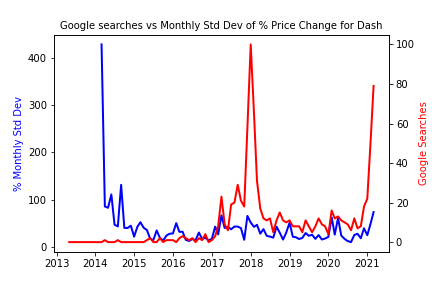 Google searches vs Monthly Std Dev of % Price Change for Dash
400
300
200
100
0
% Monthly Std Dev
100
80
60
40
20
0
Google Searches
2013 2014 2015 2016 2017 2018 2019 2020 2021